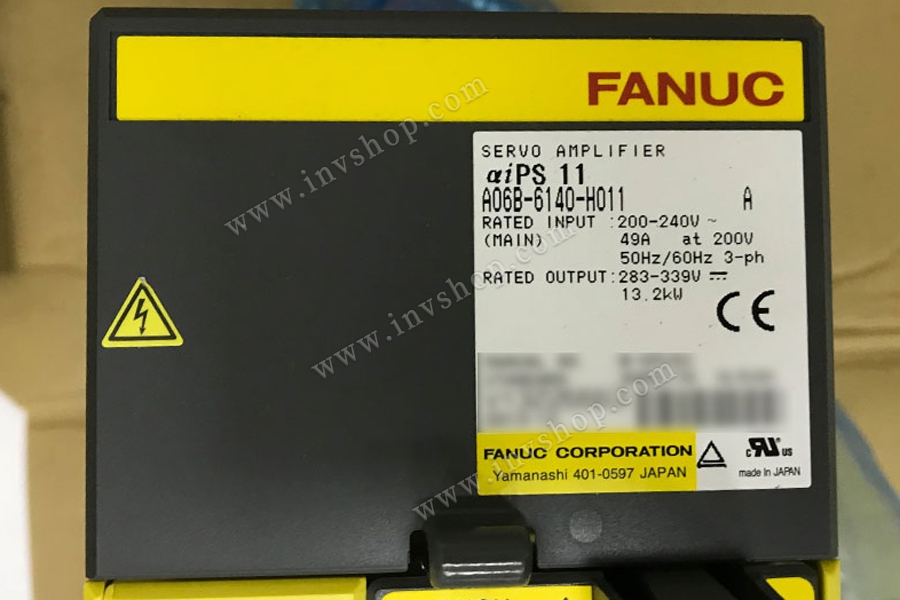 FANUC
SERVO AMPLIFIER
αiPS 11
A06B-6140-H011 A
RATED INPUT :200-240V ~
(MAIN) 49A at 200V
50Hz/60Hz 3-ph
RATED OUTPUT:283-339V ⎓
13.2kW
CE
FANUC CORPORATION
Yamanashi 401-0597 JAPAN
c RU us
made in JAPAN
www.invshop.com
www.invshop.com
www.invshop.com